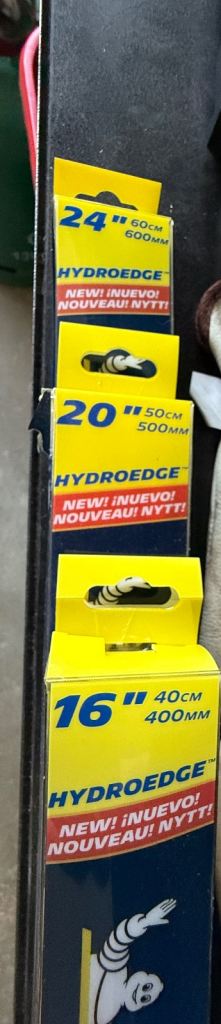 24" 60CM
600MM
HYDROEDGE™
NEW! ¡NUEVO!
NOUVEAU! NYTT!
20" 50CM
500MM
HYDROEDGE™
NEW! ¡NUEVO!
NOUVEAU! NYTT!
16" 40CM
400MM
HYDROEDGE™
NEW! ¡NUEVO!
NOUVEAU! NYTT!